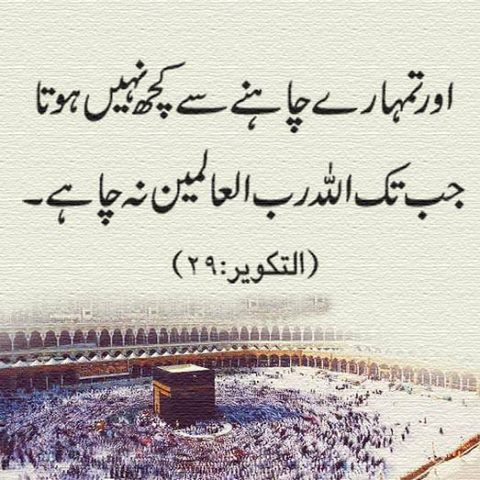 اور تمہارے چاہنے سے کچھ نہیں ہوتا
جب تک اللہ رب العالمین نہ چاہے۔
(التکویر:۲۹)